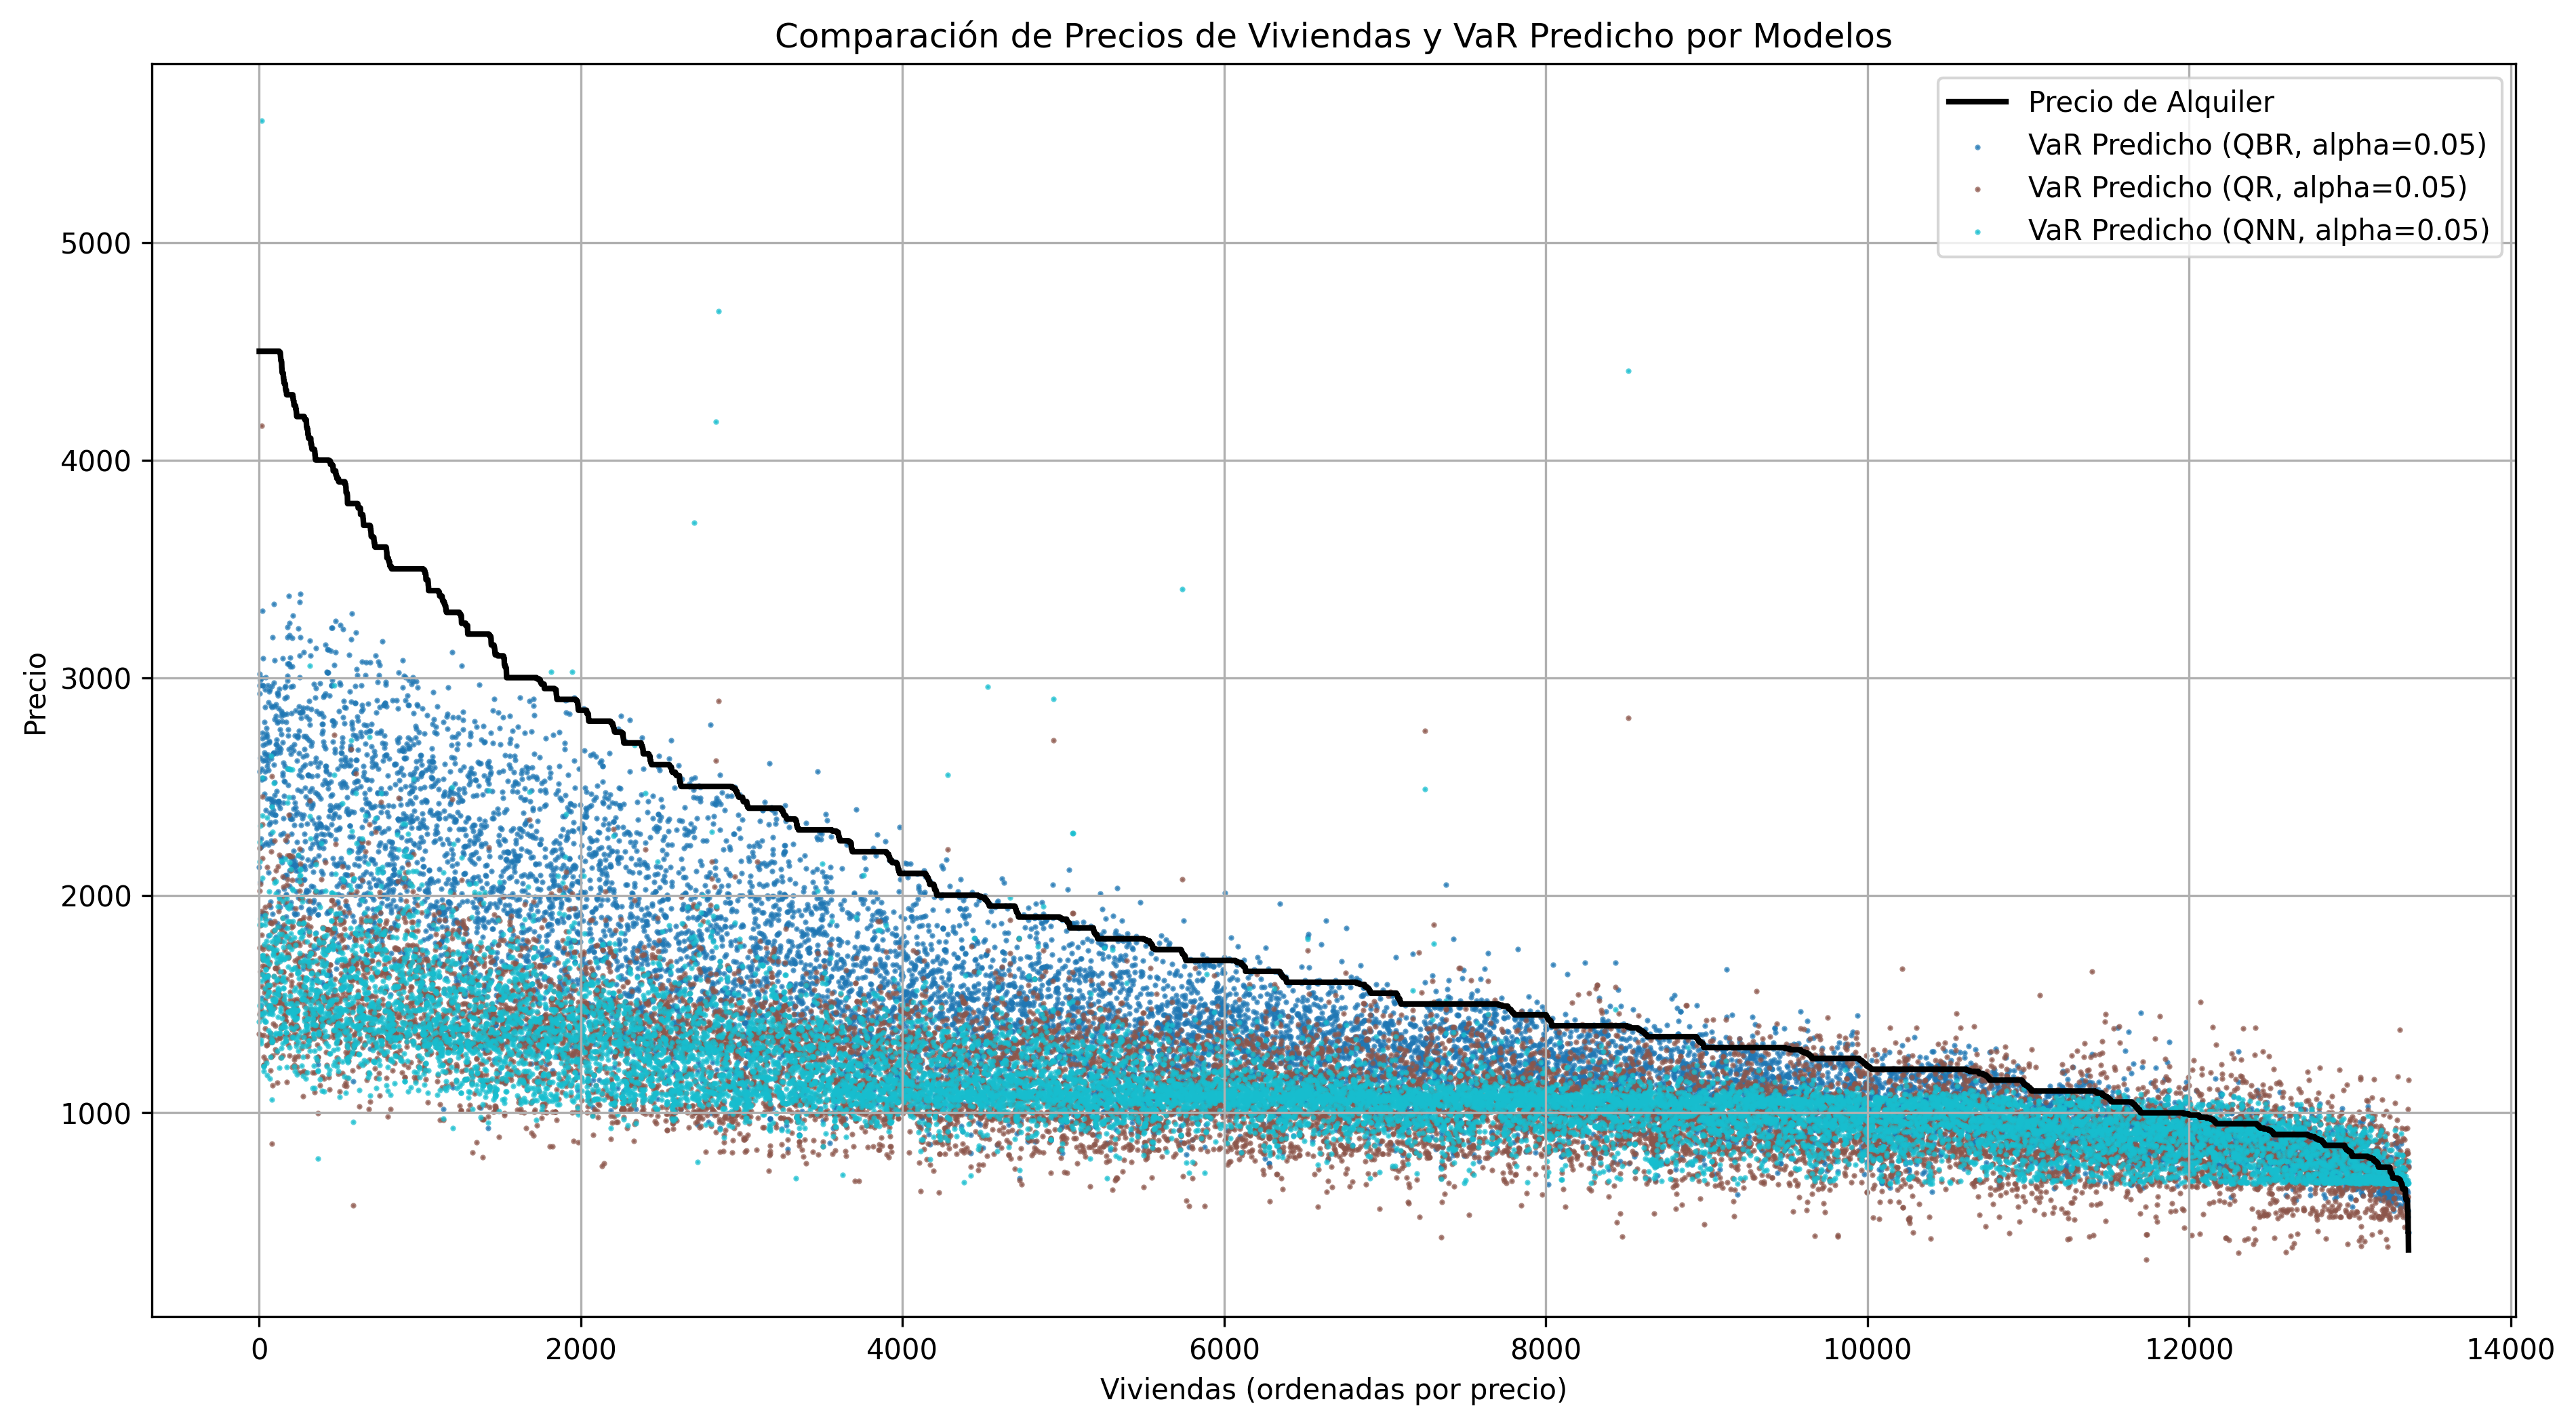 Comparación de Precios de Viviendas y VaR Predicho por Modelos
Precio de Alquiler
VaR Predicho (QBR, alpha=0.05)
VaR Predicho (QR, alpha=0.05)
VaR Predicho (QNN, alpha=0.05)
Precio
5000
4000
3000
2000
1000
0 2000 4000 6000 8000 10000 12000 14000
Viviendas (ordenadas por precio)